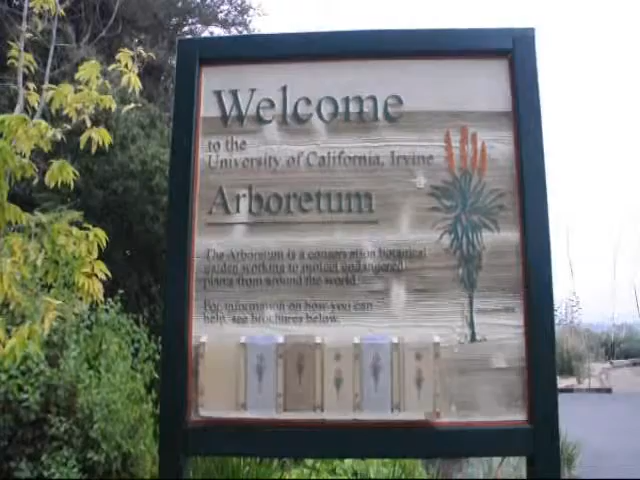 Welcome
to the
University of California, Irvine
Arboretum
The Arboretum is a conservation botanical
garden working to protect endangered
plants from around the world.
For information on how you can
help, see brochures below.